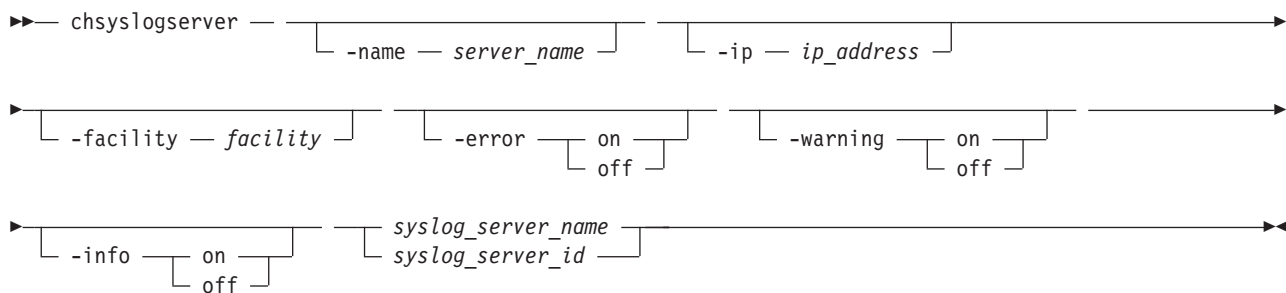 chsyslogserver
-name server_name -ip ip_address
-facility facility -error on -warning on
off off
-info on syslog_server_name
off syslog_server_id